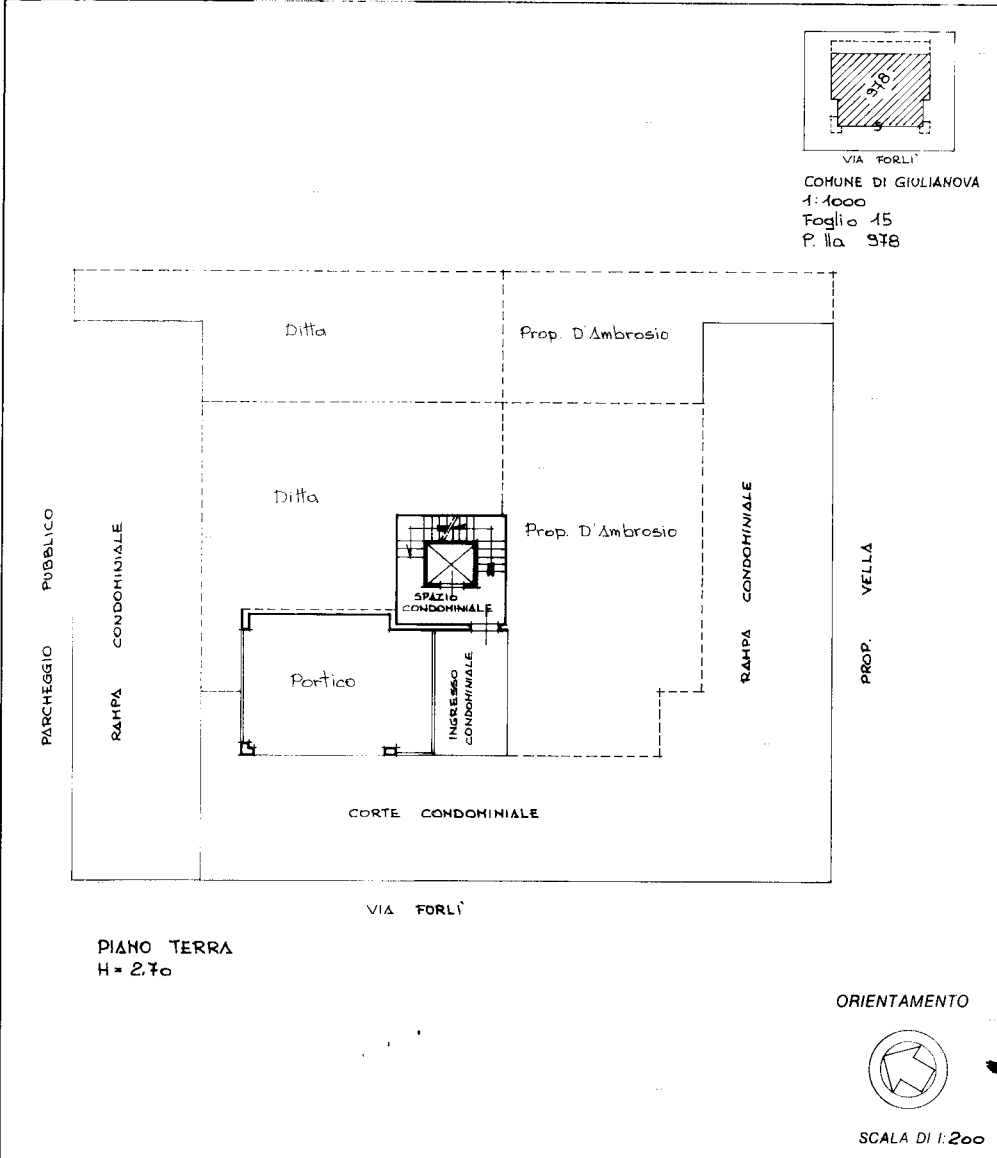 978
5
VIA FORLI'
COMUNE DI GIULIANOVA
1:1000
Foglio 15
P.lla 978
Ditta
Prop. D'Ambrosio
Ditta
Prop. D'Ambrosio
PARCHEGGIO PUBBLICO
RAMPA CONDOMINIALE
SPAZIO
CONDOMINIALE
Portico
INGRESSO
CONDOMINIALE
RAMPA CONDOMINIALE
PROP. VELLA
CORTE CONDOMINIALE
VIA FORLI'
PIANO TERRA
H = 2.70
ORIENTAMENTO
SCALA DI 1:200